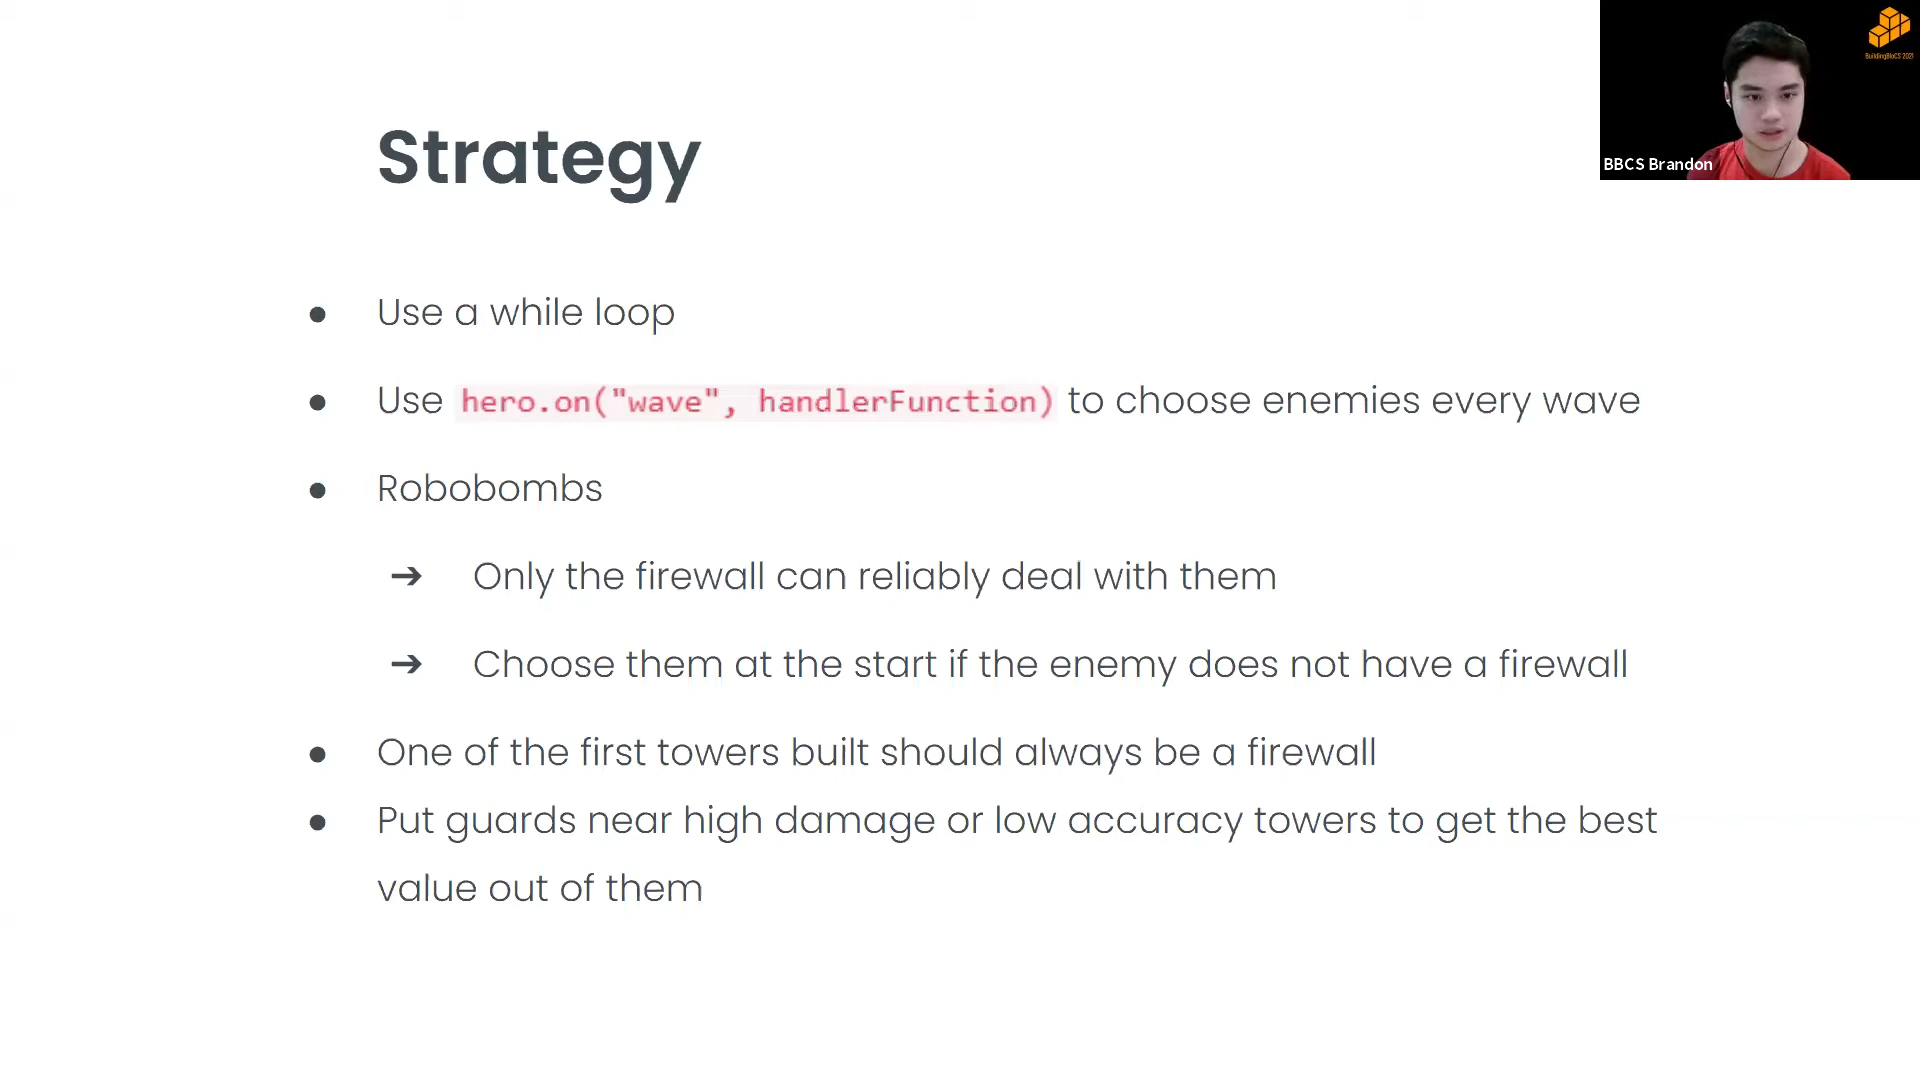 BuildingBloCS 2021
BBCS Brandon
Strategy
● Use a while loop
● Use hero.on("wave", handlerFunction) to choose enemies every wave
● Robobombs
➔ Only the firewall can reliably deal with them
➔ Choose them at the start if the enemy does not have a firewall
● One of the first towers built should always be a firewall
● Put guards near high damage or low accuracy towers to get the best
value out of them